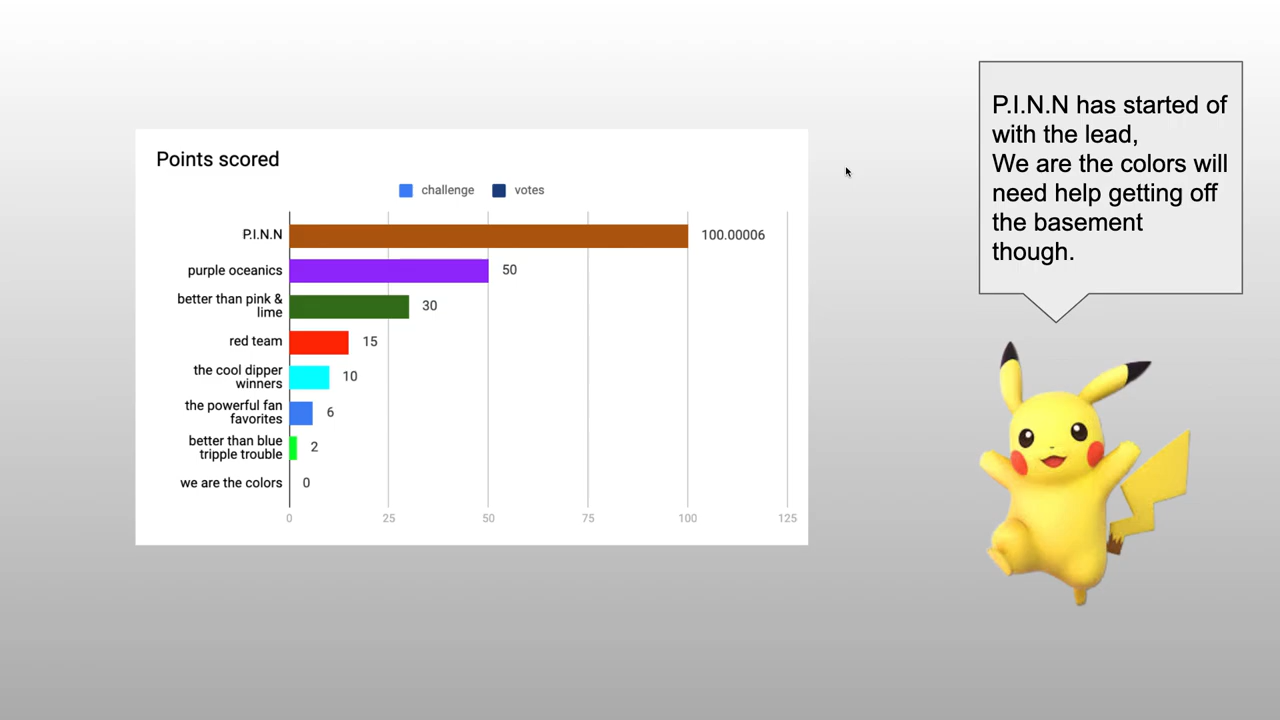 Points scored
challenge votes
P.I.N.N 100.00006
purple oceanics 50
better than pink &
lime 30
red team 15
the cool dipper
winners 10
the powerful fan
favorites 6
better than blue
tripple trouble 2
we are the colors 0
0 25 50 75 100 125
P.I.N.N has started of
with the lead,
We are the colors will
need help getting off
the basement
though.